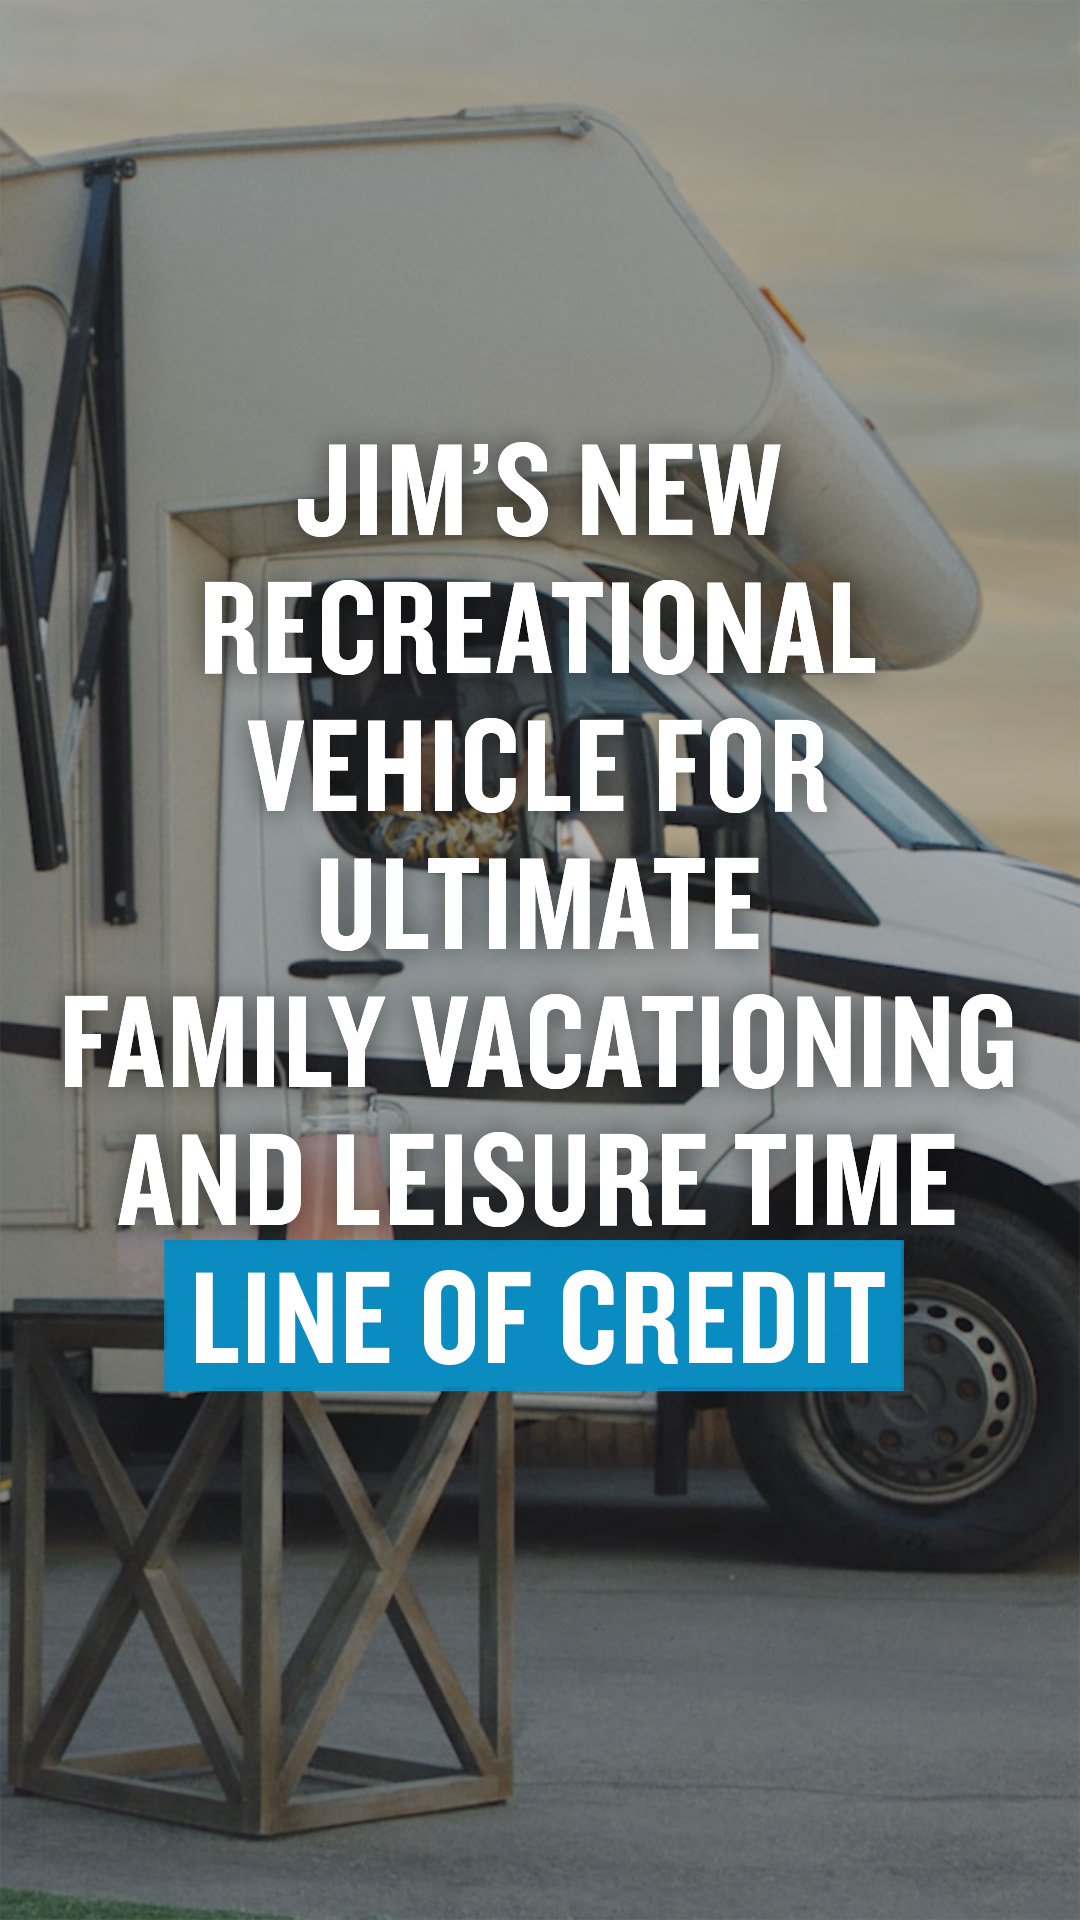 JIM’S NEW
RECREATIONAL
VEHICLE FOR
ULTIMATE
FAMILY VACATIONING
AND LEISURE TIME
LINE OF CREDIT